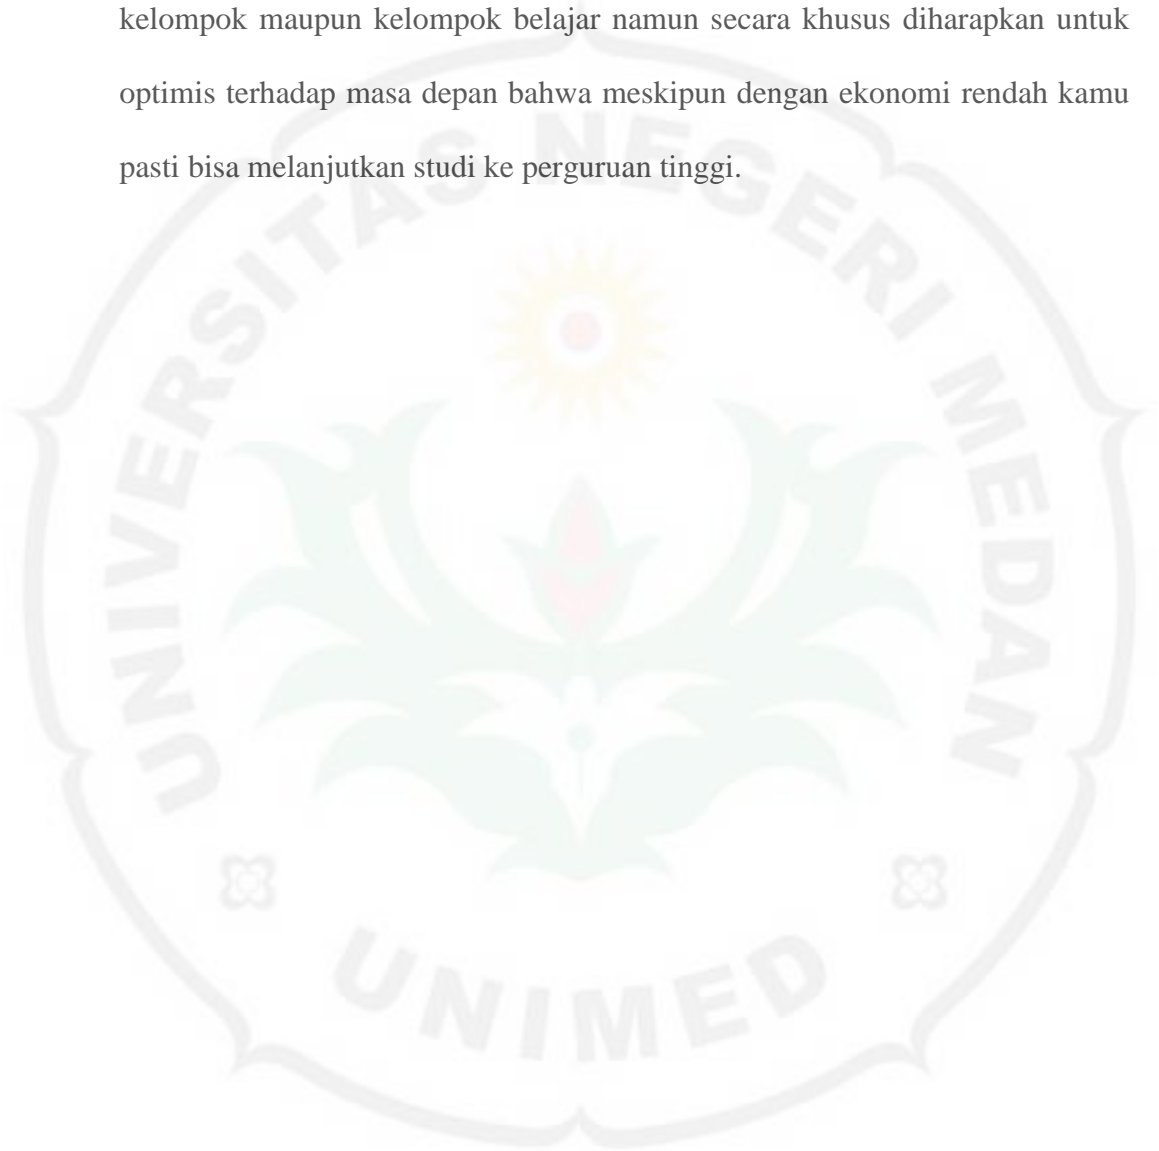 kelompok maupun kelompok belajar namun secara khusus diharapkan untuk
optimis terhadap masa depan bahwa meskipun dengan ekonomi rendah kamu
pasti bisa melanjutkan studi ke perguruan tinggi.
UNIVERSITAS NEGERI MEDAN
UNIMED